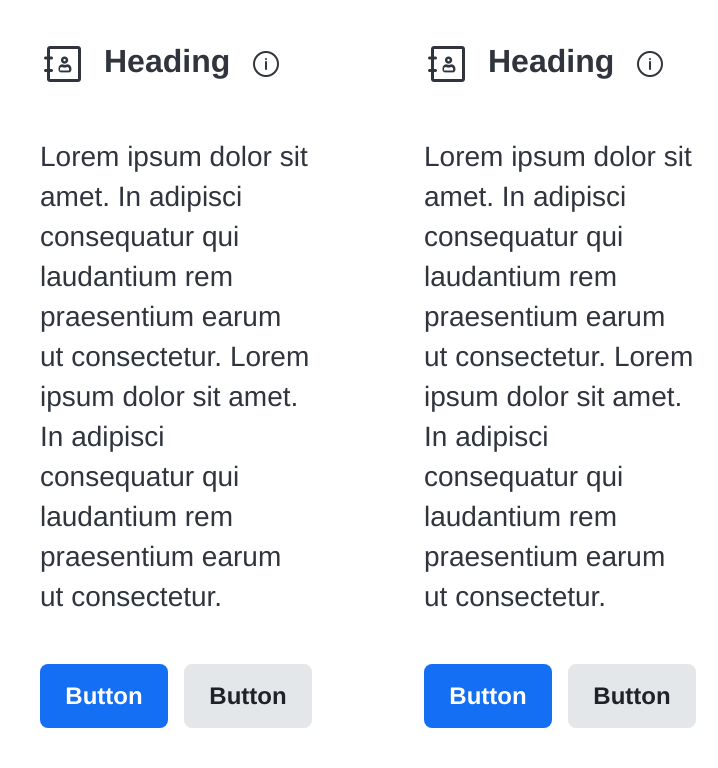 Heading
Lorem ipsum dolor sit
amet. In adipisci
consequatur qui
laudantium rem
praesentium earum
ut consectetur. Lorem
ipsum dolor sit amet.
In adipisci
consequatur qui
laudantium rem
praesentium earum
ut consectetur.
Button Button
Heading
Lorem ipsum dolor sit
amet. In adipisci
consequatur qui
laudantium rem
praesentium earum
ut consectetur. Lorem
ipsum dolor sit amet.
In adipisci
consequatur qui
laudantium rem
praesentium earum
ut consectetur.
Button Button